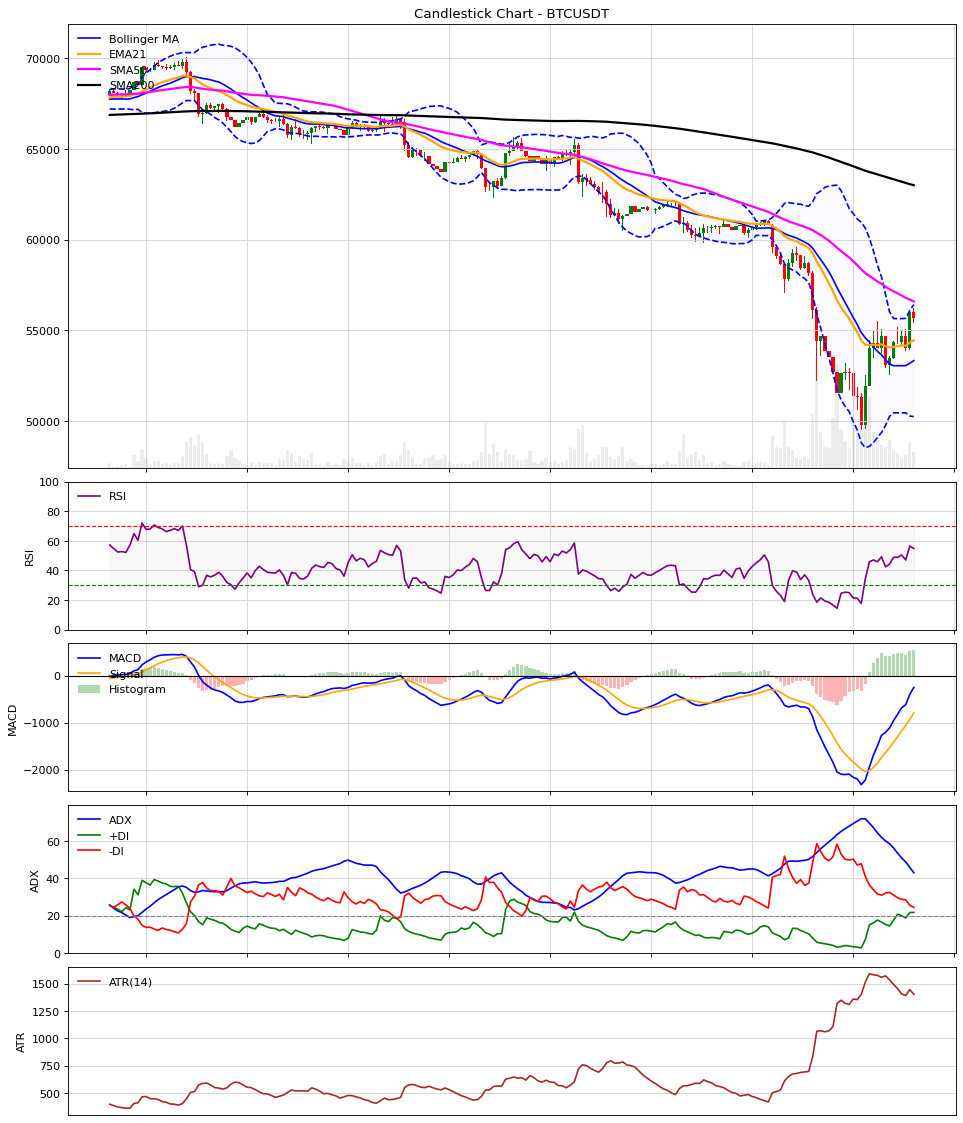 Candlestick Chart - BTCUSDT
Bollinger MA
EMA21
SMA200
70000
65000
60000
55000
50000
RSI
RSI
100
80
60
40
20
0
MACD
Signal
Histogram
MACD
0
−1000
−2000
ADX
+DI
-DI
ADX
60
40
20
0
ATR(14)
ATR
1500
1250
1000
750
500